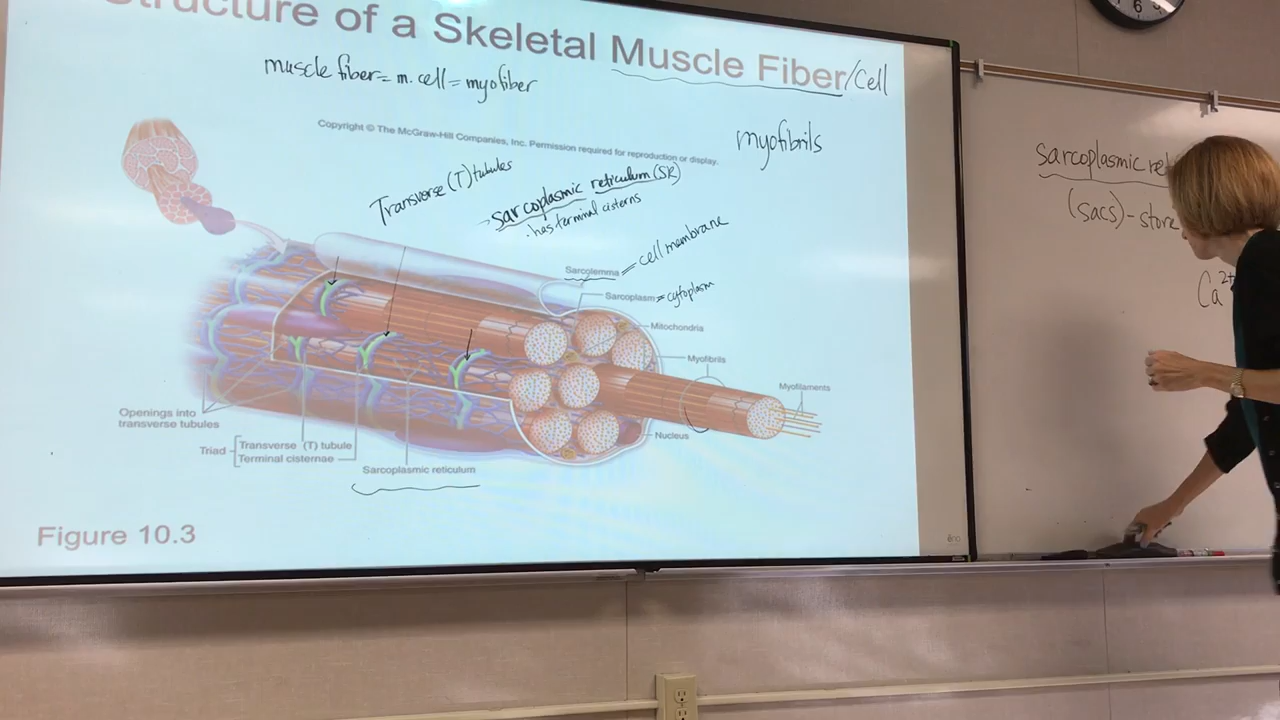 Structure of a Skeletal Muscle Fiber/Cell
muscle fiber = m. cell = myofiber
Copyright © The McGraw-Hill Companies, Inc. Permission required for reproduction or display.
myofibrils
Transverse (T) tubules
sarcoplasmic reticulum (SR)
has terminal cisterns
Sarcolemma = cell membrane
Sarcoplasm = cytoplasm
Mitochondria
Myofibrils
Myofilaments
Nucleus
Openings into
transverse tubules
Triad
Transverse (T) tubule
Terminal cisternae
Sarcoplasmic reticulum
Figure 10.3
sarcoplasmic
(sacs) - store
Ca2+
6